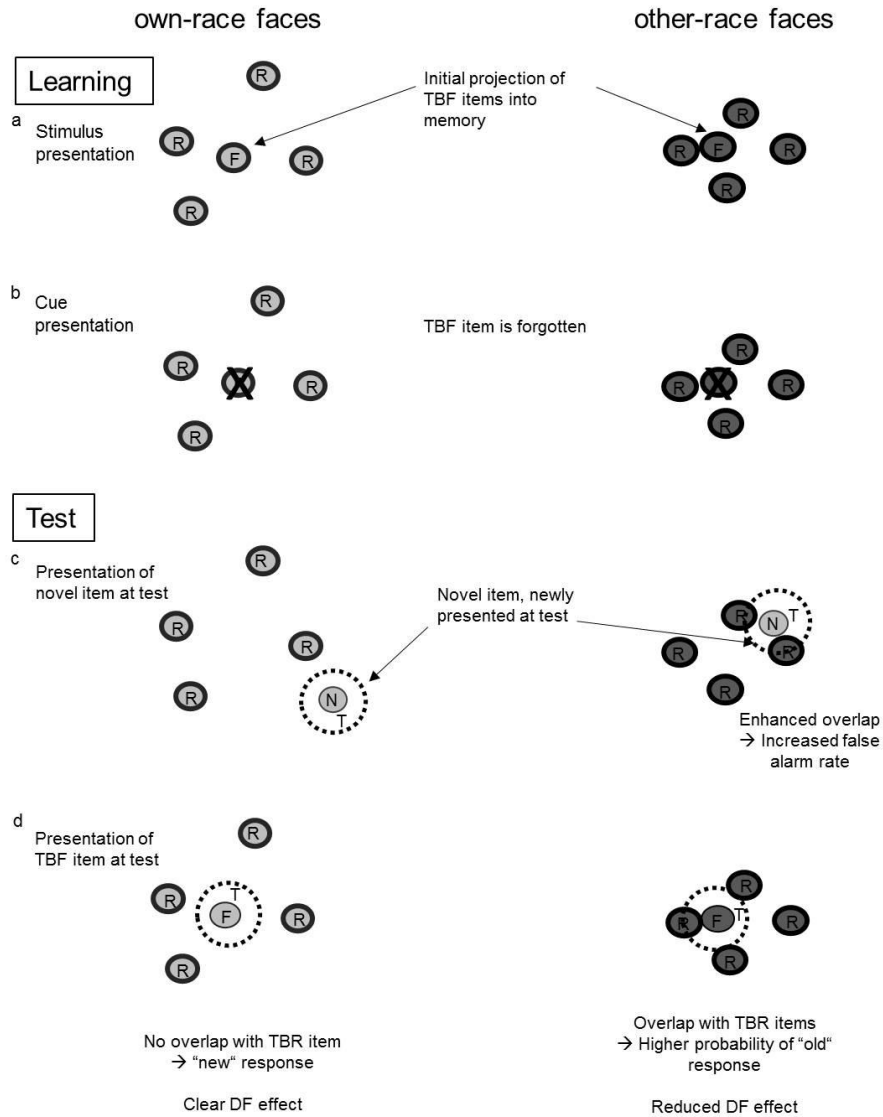 own-race faces
other-race faces
Learning
R
Initial projection of
TBF items into
memory
a
Stimulus
presentation
R
F
R
R
R
R
F
R
R
b
Cue
presentation
R
TBF item is forgotten
R
X
R
R
R
R
X
R
R
Test
c
Presentation of
novel item at test
R
R
R
R
N
T
Novel item, newly
presented at test
R
N
T
R
R
R
Enhanced overlap
→ Increased false
alarm rate
d
Presentation of
TBF item at test
R
R
T
F
R
R
R
R
F
T
R
R
No overlap with TBR item
→ "new“ response
Clear DF effect
Overlap with TBR items
→ Higher probability of “old“
response
Reduced DF effect